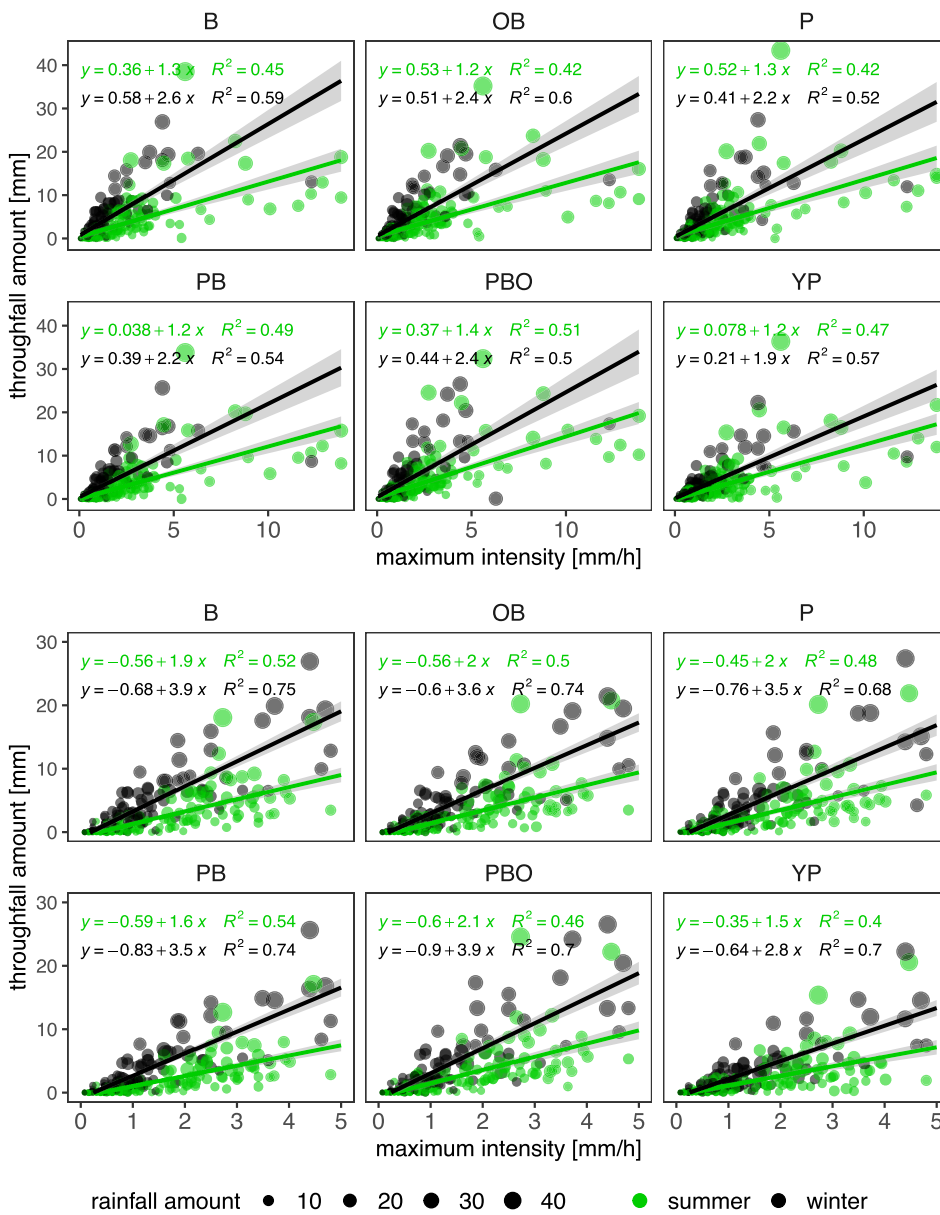 B OB P
y = 0.36 + 1.3 x R² = 0.45 y = 0.53 + 1.2 x R² = 0.42 y = 0.52 + 1.3 x R² = 0.42
y = 0.58 + 2.6 x R² = 0.59 y = 0.51 + 2.4 x R² = 0.6 y = 0.41 + 2.2 x R² = 0.52
40
30
20
10
0
throughfall amount [mm]
PB PBO YP
y = 0.038 + 1.2 x R² = 0.49 y = 0.37 + 1.4 x R² = 0.51 y = 0.078 + 1.2 x R² = 0.47
y = 0.39 + 2.2 x R² = 0.54 y = 0.44 + 2.4 x R² = 0.5 y = 0.21 + 1.9 x R² = 0.57
40
30
20
10
0
0 5 10 0 5 10 0 5 10
maximum intensity [mm/h]
B OB P
y = −0.56 + 1.9 x R² = 0.52 y = −0.56 + 2 x R² = 0.5 y = −0.45 + 2 x R² = 0.48
y = −0.68 + 3.9 x R² = 0.75 y = −0.6 + 3.6 x R² = 0.74 y = −0.76 + 3.5 x R² = 0.68
30
20
10
0
throughfall amount [mm]
PB PBO YP
y = −0.59 + 1.6 x R² = 0.54 y = −0.6 + 2.1 x R² = 0.46 y = −0.35 + 1.5 x R² = 0.4
y = −0.83 + 3.5 x R² = 0.74 y = −0.9 + 3.9 x R² = 0.7 y = −0.64 + 2.8 x R² = 0.7
30
20
10
0
0 1 2 3 4 5 0 1 2 3 4 5 0 1 2 3 4 5
maximum intensity [mm/h]
rainfall amount 10 20 30 40 summer winter